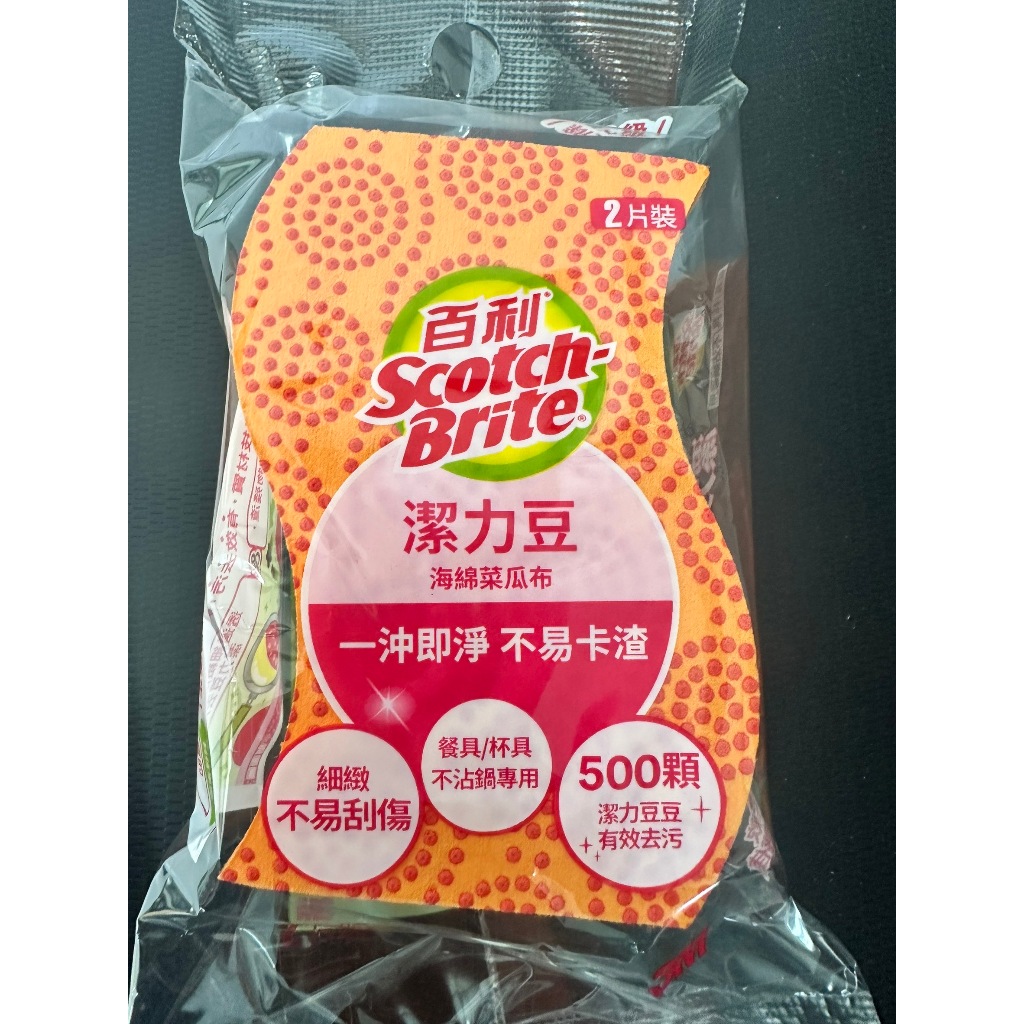 2片裝
百利
Scotch-
Brite®
潔力豆
海綿菜瓜布
一沖即淨 不易卡渣
細緻
不易刮傷
餐具/杯具
不沾鍋專用
500顆
潔力豆豆
有效去污
3M